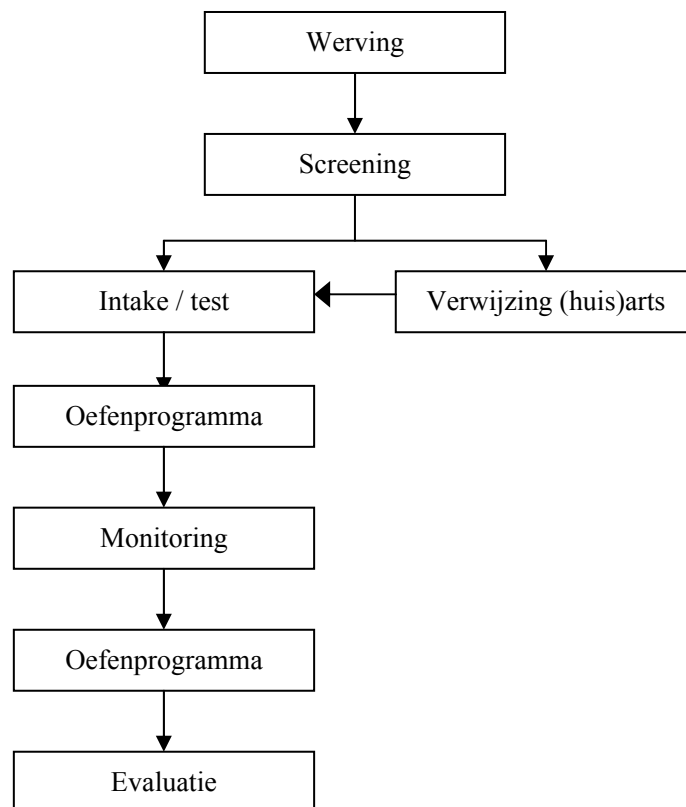 Werving
Screening
Intake / test
Verwijzing (huis)arts
Oefenprogramma
Monitoring
Oefenprogramma
Evaluatie